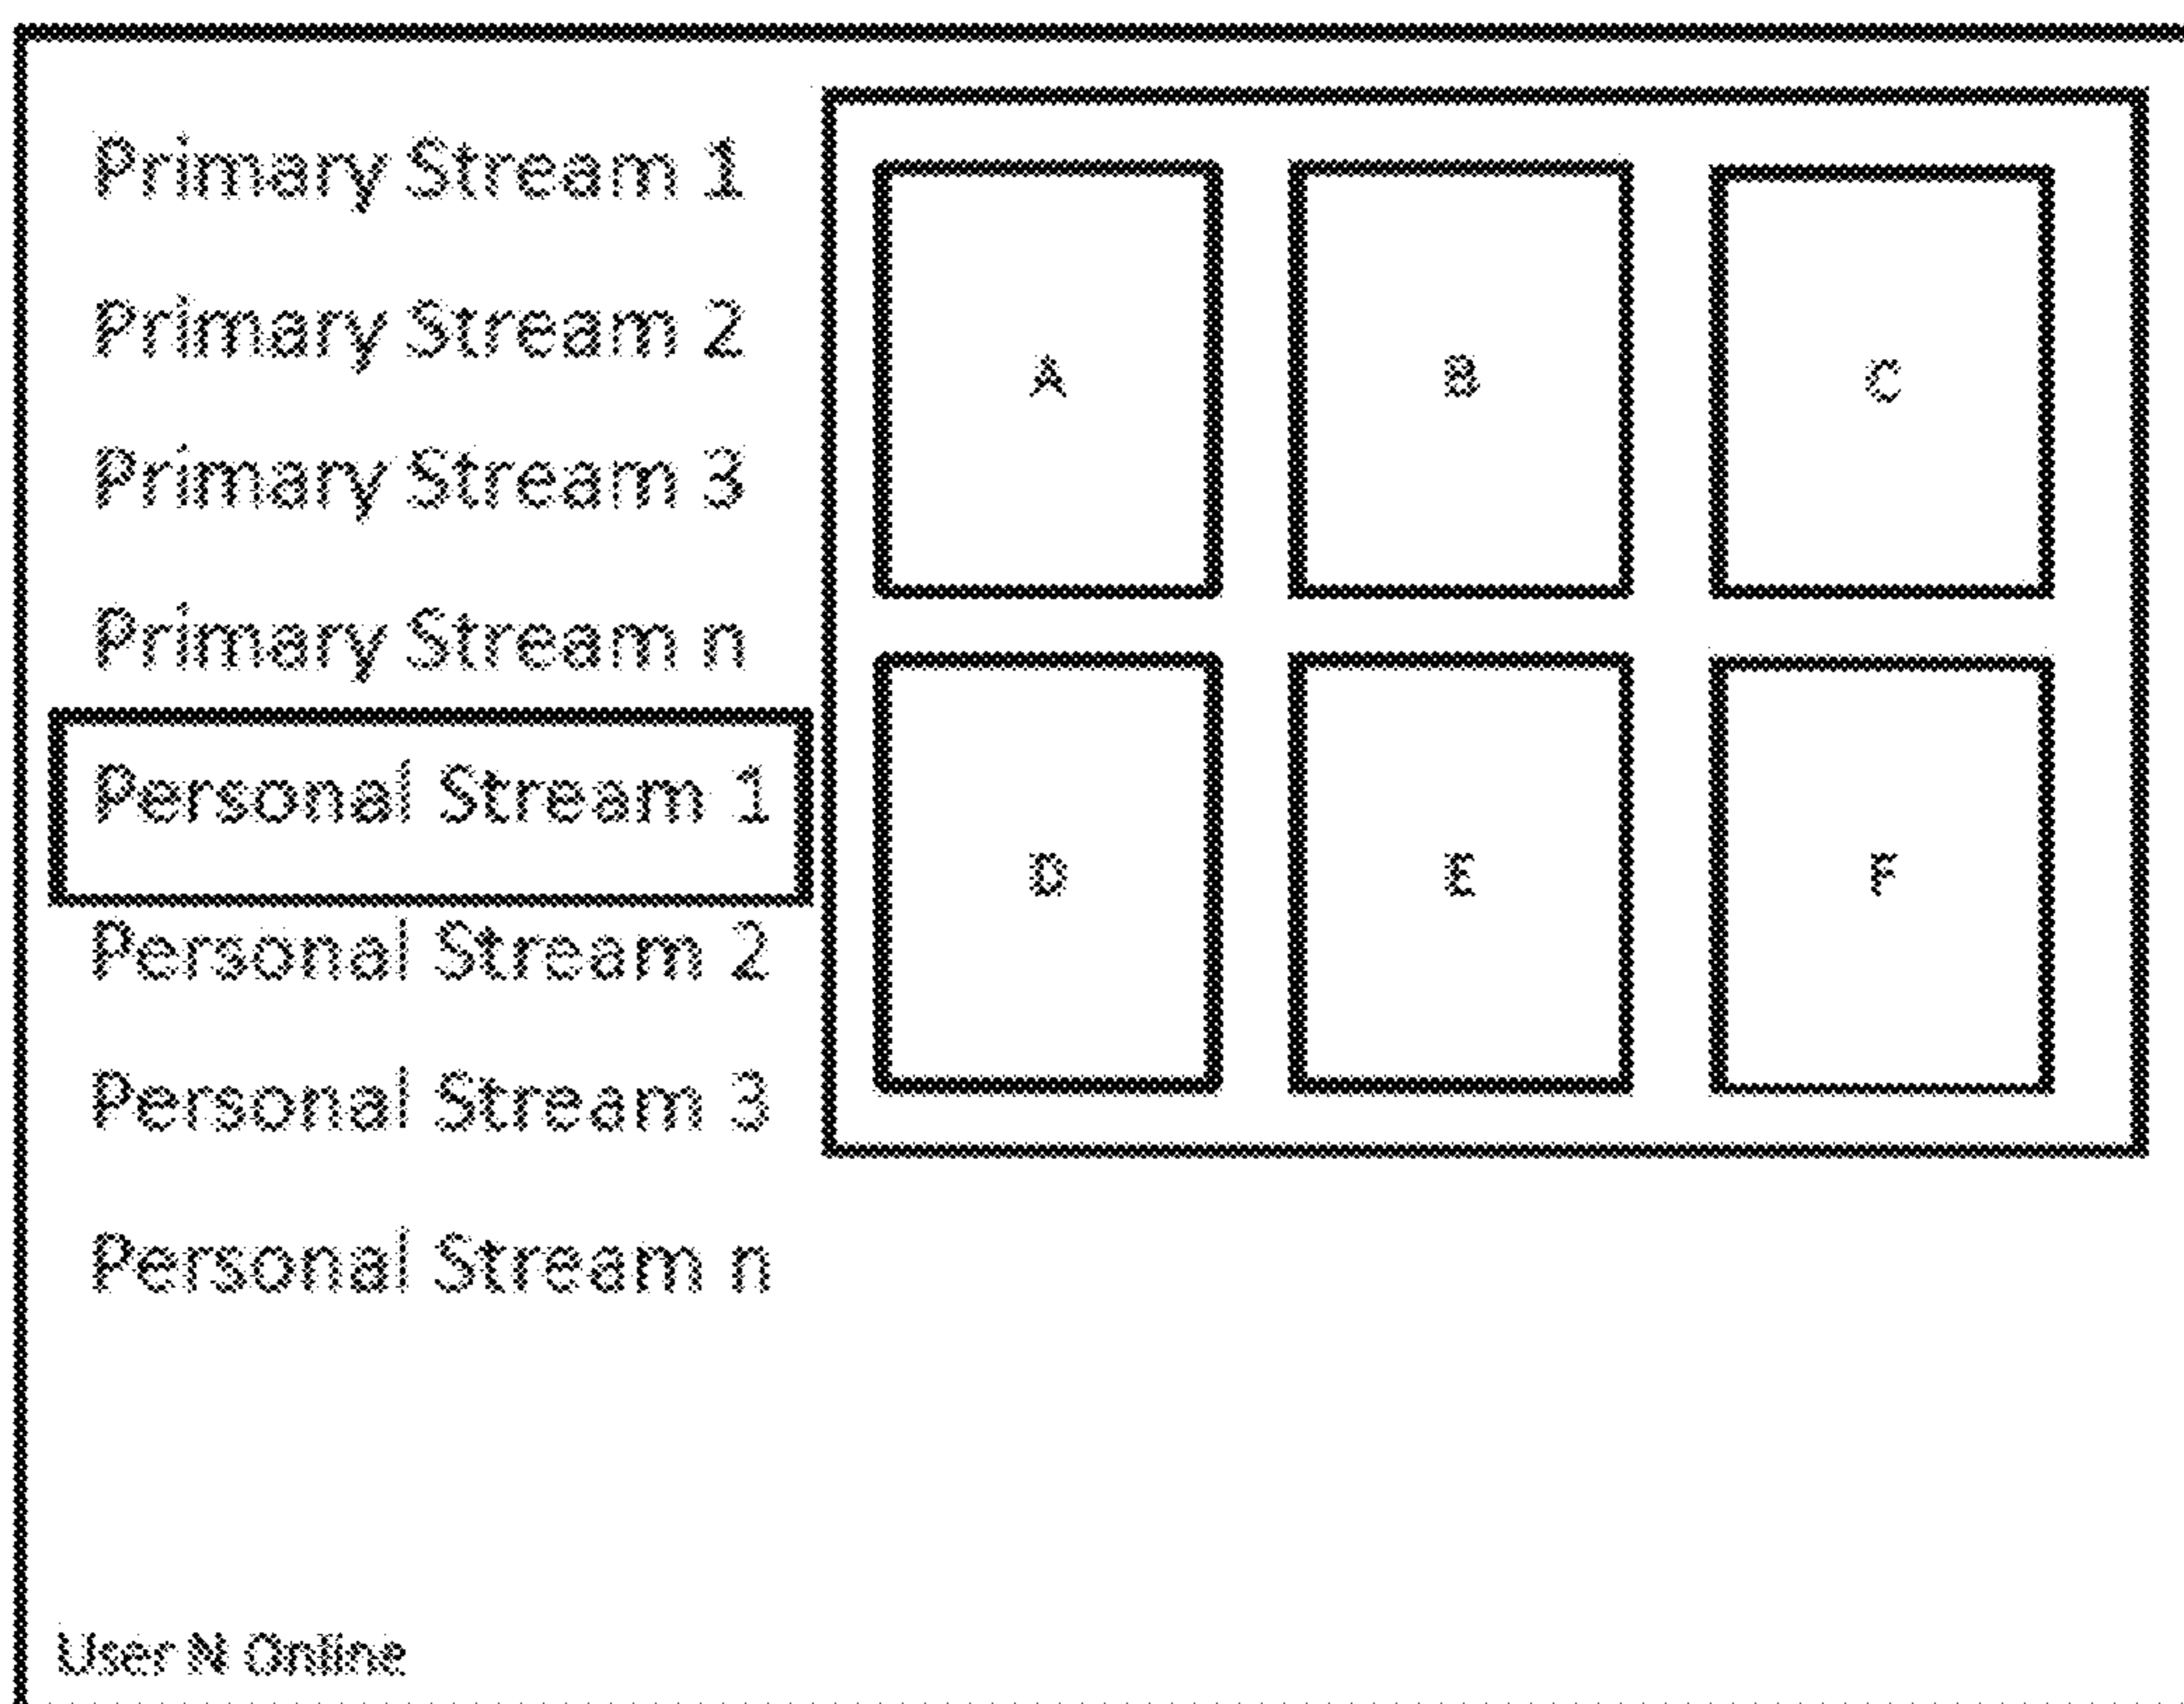 Primary Stream 1
Primary Stream 2
Primary Stream 3
Primary Stream n
Personal Stream 1
Personal Stream 2
Personal Stream 3
Personal Stream n
A B C
D E F
User N Online